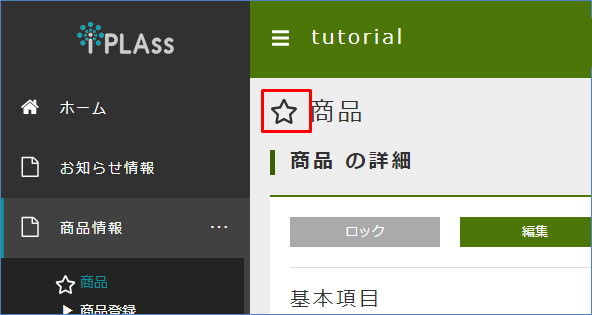 iPLAss
tutorial
ホーム
お知らせ情報
商品情報
商品
商品登録
商品
商品 の詳細
ロック
編集
基本項目